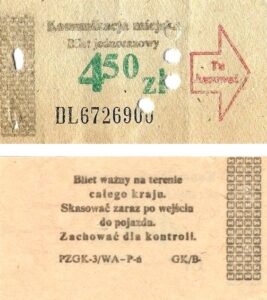 Komunikacja miejska
Bilet jednorazowy
450 zł
Tu kasować
DL6726900
Bilet ważny na terenie
całego kraju.
Skasować zaraz po wejściu
do pojazdu.
Zachować dla kontroli.
PZGK-3/WA-P-6 GK/B-